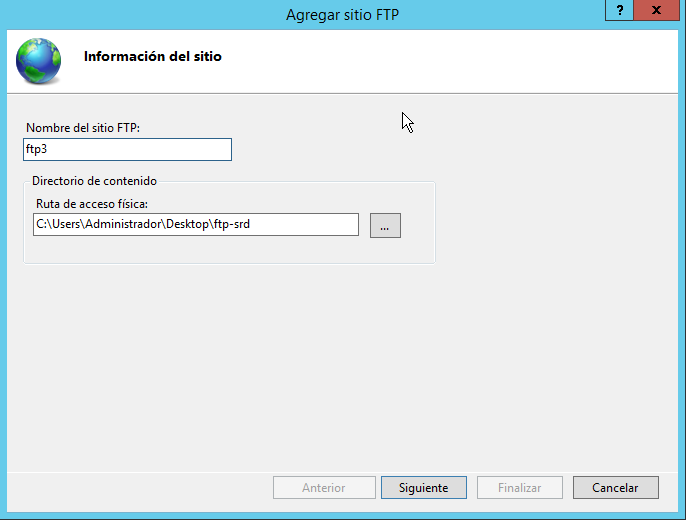 Agregar sitio FTP
?
x
Información del sitio
Nombre del sitio FTP:
ftp3
Directorio de contenido
Ruta de acceso física:
C:\Users\Administrador\Desktop\ftp-srd
...
Anterior
Siguiente
Finalizar
Cancelar